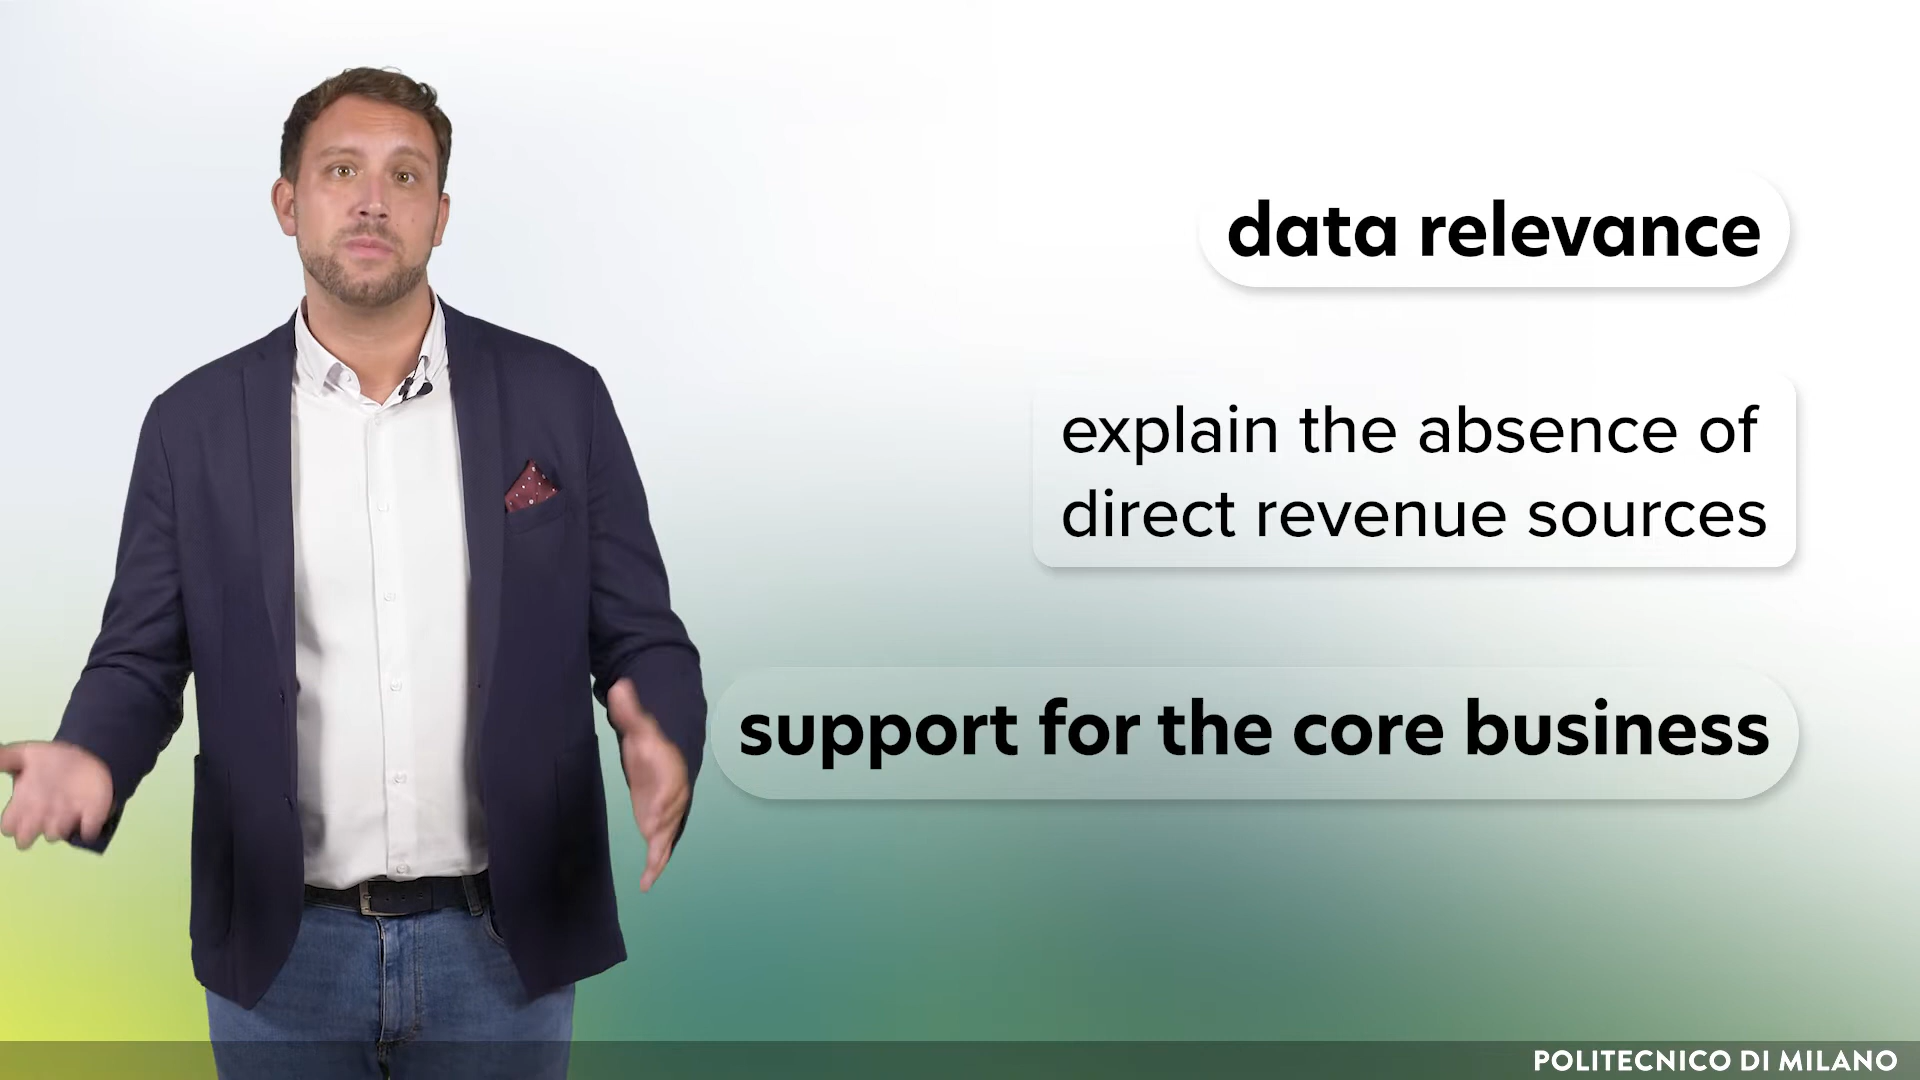 data relevance
explain the absence of
direct revenue sources
support for the core business
POLITECNICO DI MILANO